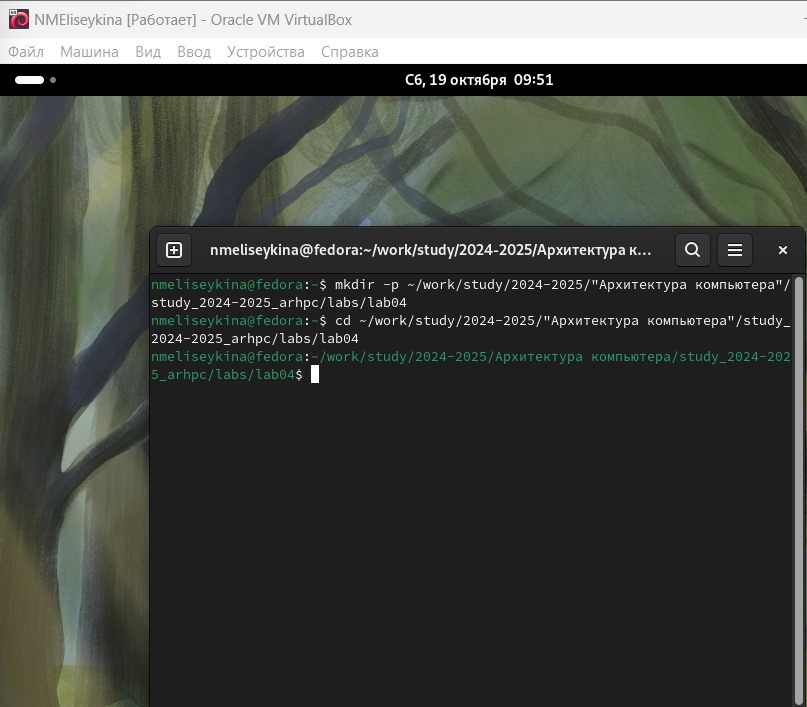 NMEliseykina [Работает] - Oracle VM VirtualBox
Файл Машина Вид Ввод Устройства Справка
Сб, 19 октября 09:51
nmeliseykina@fedora:~/work/study/2024-2025/Архитектура к...
nmeliseykina@fedora:~$ mkdir -p ~/work/study/2024-2025/"Архитектура компьютера"/
study_2024-2025_arhpc/labs/lab04
nmeliseykina@fedora:~$ cd ~/work/study/2024-2025/"Архитектура компьютера"/study_
2024-2025_arhpc/labs/lab04
nmeliseykina@fedora:~/work/study/2024-2025/Архитектура компьютера/study_2024-202
5_arhpc/labs/lab04$